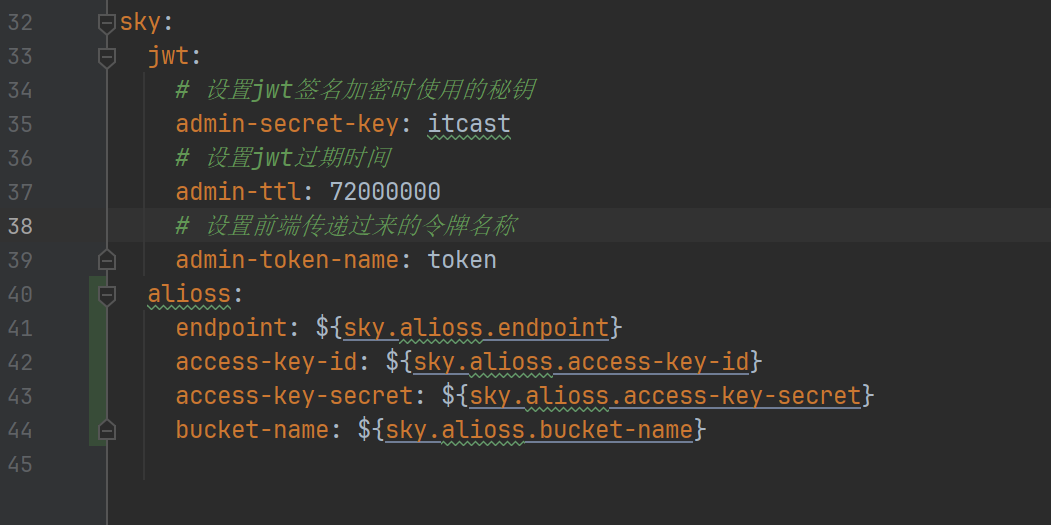 32 sky:
33 jwt:
34 # 设置jwt签名加密时使用的秘钥
35 admin-secret-key: itcast
36 # 设置jwt过期时间
37 admin-ttl: 72000000
38 # 设置前端传递过来的令牌名称
39 admin-token-name: token
40 alioss:
41 endpoint: ${sky.alioss.endpoint}
42 access-key-id: ${sky.alioss.access-key-id}
43 access-key-secret: ${sky.alioss.access-key-secret}
44 bucket-name: ${sky.alioss.bucket-name}
45